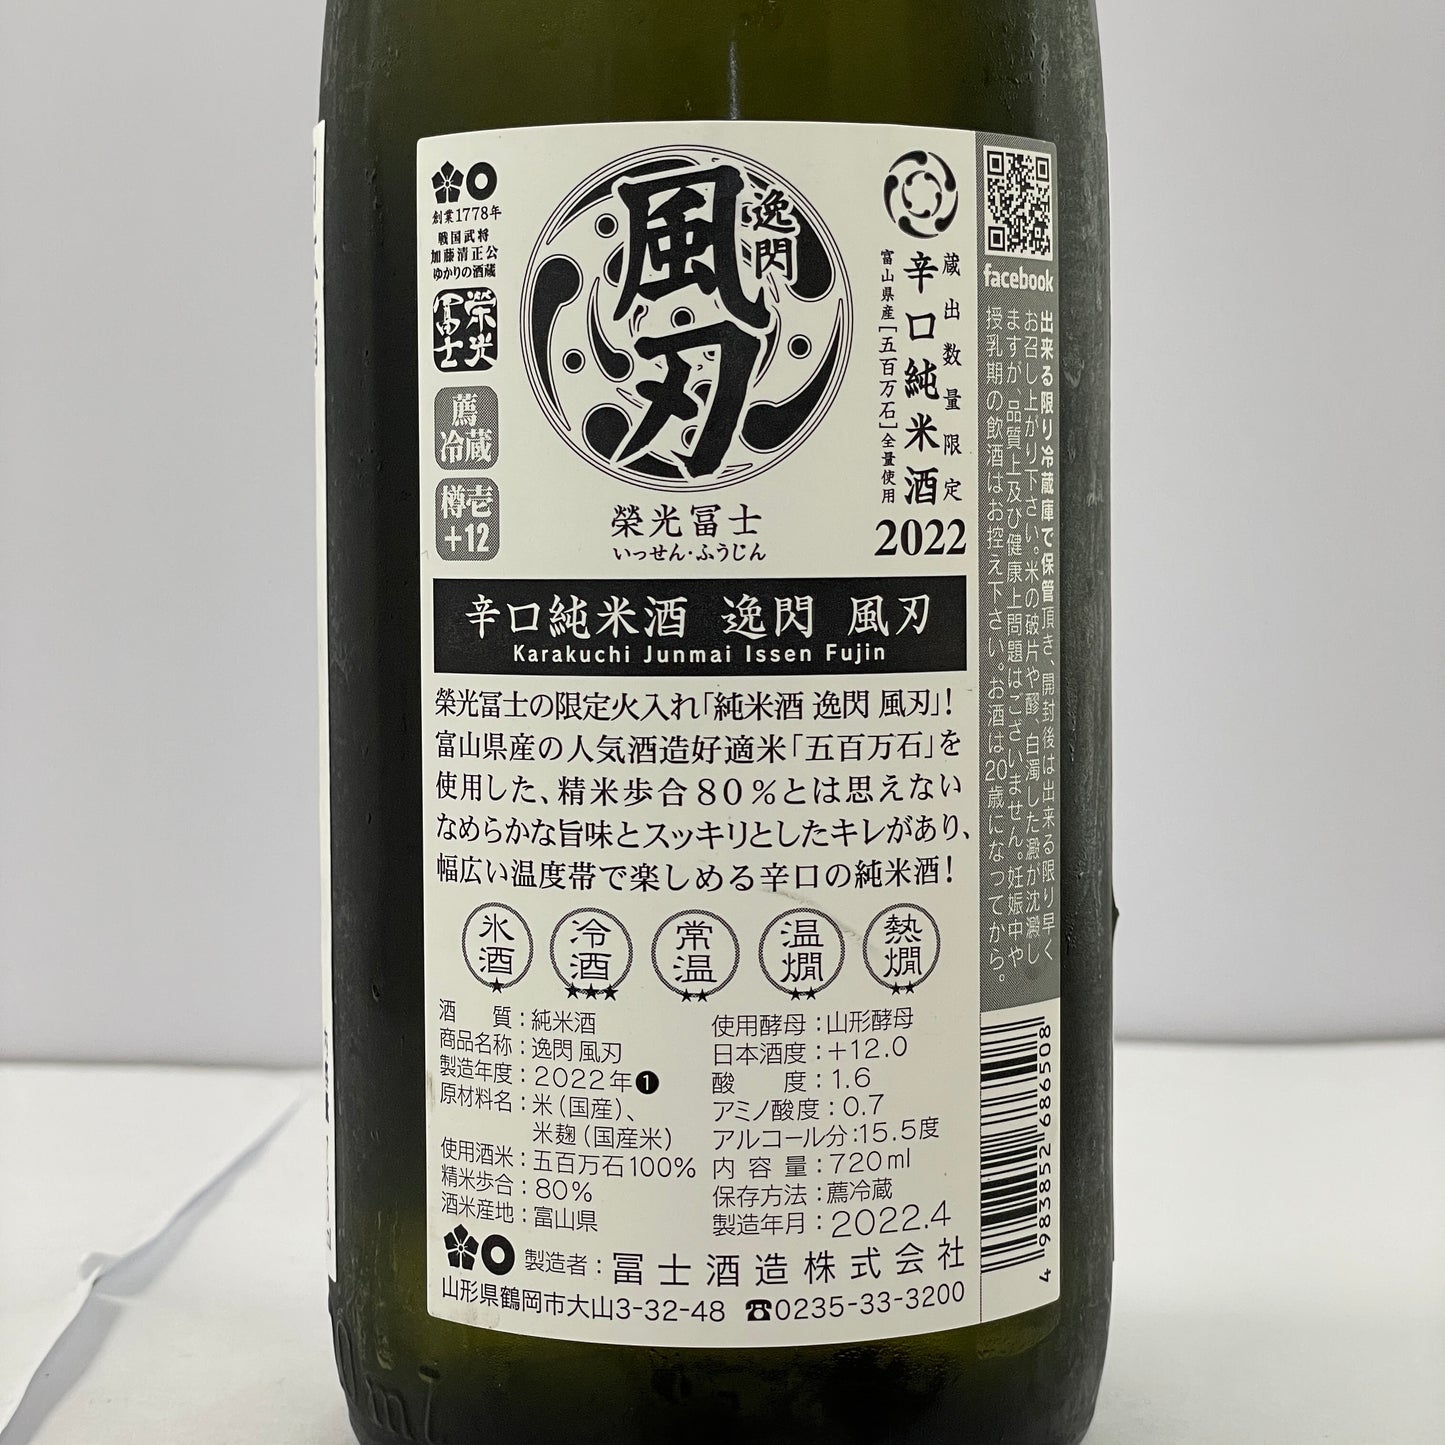 創業1778年
戦国武将
加藤清正公
ゆかりの酒蔵
榮光
冨士
薦
冷蔵
樽壱
+12
逸閃
風刃
榮光冨士
いっせん・ふうじん
蔵出数量限定
辛口純米酒
富山県産[五百万石]全量使用
2022
facebook
出来る限り冷蔵庫で保管頂き、開封後は出来る限り早く
お召し上がり下さい。米の破片や醪、白濁した澱が沈澱し
ますが、品質上及び健康上問題はございません。妊娠中や
授乳期の飲酒はお控え下さい。お酒は20歳になってから。
辛口純米酒 逸閃 風刃
Karakuchi Junmai Issen Fujin
榮光冨士の限定火入れ「純米酒 逸閃 風刃」!
富山県産の人気酒造好適米「五百万石」を
使用した、精米歩合80%とは思えない
なめらかな旨味とスッキリとしたキレがあり、
幅広い温度帯で楽しめる辛口の純米酒!
氷酒 ★
冷酒 ★★★
常温 ★★
温燗 ★★
熱燗 ★★
酒質:純米酒
商品名称:逸閃 風刃
製造年度:2022年❶
原材料名:米(国産)、
米麹(国産米)
使用酒米:五百万石100%
精米歩合:80%
酒米産地:富山県
使用酵母:山形酵母
日本酒度:+12.0
酸度:1.6
アミノ酸度:0.7
アルコール分:15.5度
内容量:720ml
保存方法:薦冷蔵
製造年月:2022.4
製造者:冨士酒造株式会社
山形県鶴岡市大山3-32-48 ☎0235-33-3200
4 983852 686508